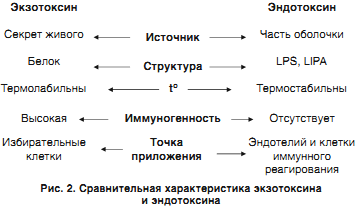 Экзотоксин Эндотоксин
Секрет живого Источник Часть оболочки
Белок Структура LPS, LIPA
Термолабильны t° Термостабильны
Высокая Иммуногенность Отсутствует
Избирательные клетки Точка приложения Эндотелий и клетки иммунного реагирования
Рис. 2. Сравнительная характеристика экзотоксина
и эндотоксина